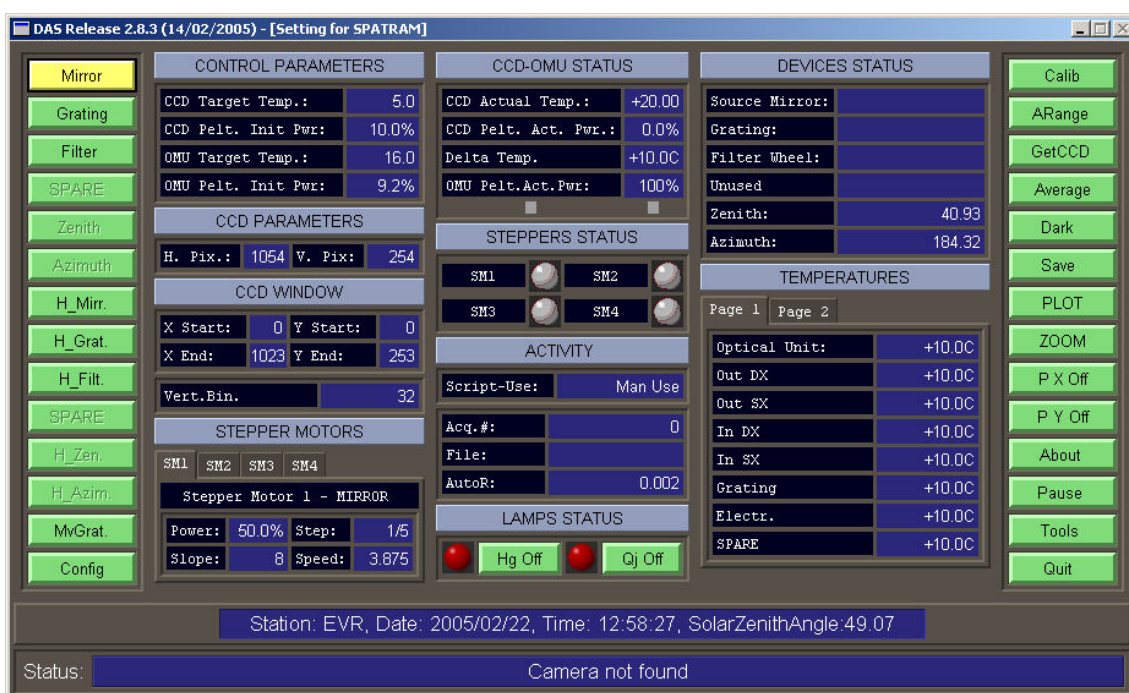 DAS Release 2.8.3 (14/02/2005) - [Setting for SPATRAM]
Mirror
Grating
Filter
SPARE
Zenith
Azimuth
H_Mirr.
H_Grat.
H_Filt.
SPARE
H_Zen.
H_Azim.
MvGrat.
Config
CONTROL PARAMETERS
CCD Target Temp.: 5.0
CCD Pelt. Init Pwr: 10.0%
OMU Target Temp.: 16.0
OMU Pelt. Init Pwr: 9.2%
CCD PARAMETERS
H. Pix.: 1054 V. Pix: 254
CCD WINDOW
X Start: 0 Y Start: 0
X End: 1023 Y End: 253
Vert.Bin. 32
STEPPER MOTORS
SM1 SM2 SM3 SM4
Stepper Motor 1 - MIRROR
Power: 50.0% Step: 1/5
Slope: 8 Speed: 3.875
CCD-OMU STATUS
CCD Actual Temp.: +20.00
CCD Pelt. Act. Pwr.: 0.0%
Delta Temp. +10.0C
OMU Pelt.Act.Pwr: 100%
STEPPERS STATUS
SM1 SM2
SM3 SM4
ACTIVITY
Script-Use: Man Use
Acq.#: 0
File:
AutoR: 0.002
LAMPS STATUS
Hg Off Qj Off
DEVICES STATUS
Source Mirror:
Grating:
Filter Wheel:
Unused
Zenith: 40.93
Azimuth: 184.32
TEMPERATURES
Page 1 Page 2
Optical Unit: +10.0C
Out DX +10.0C
Out SX +10.0C
In DX +10.0C
In SX +10.0C
Grating +10.0C
Electr. +10.0C
SPARE +10.0C
Calib
ARange
GetCCD
Average
Dark
Save
PLOT
ZOOM
P X Off
P Y Off
About
Pause
Tools
Quit
Station: EVR, Date: 2005/02/22, Time: 12:58:27, SolarZenithAngle:49.07
Status: Camera not found